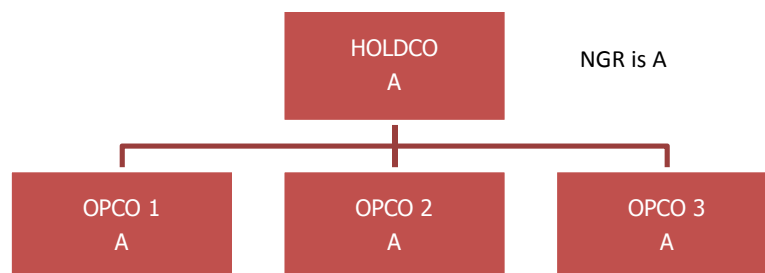 HOLDCO
A
NGR is A
OPCO 1
A
OPCO 2
A
OPCO 3
A